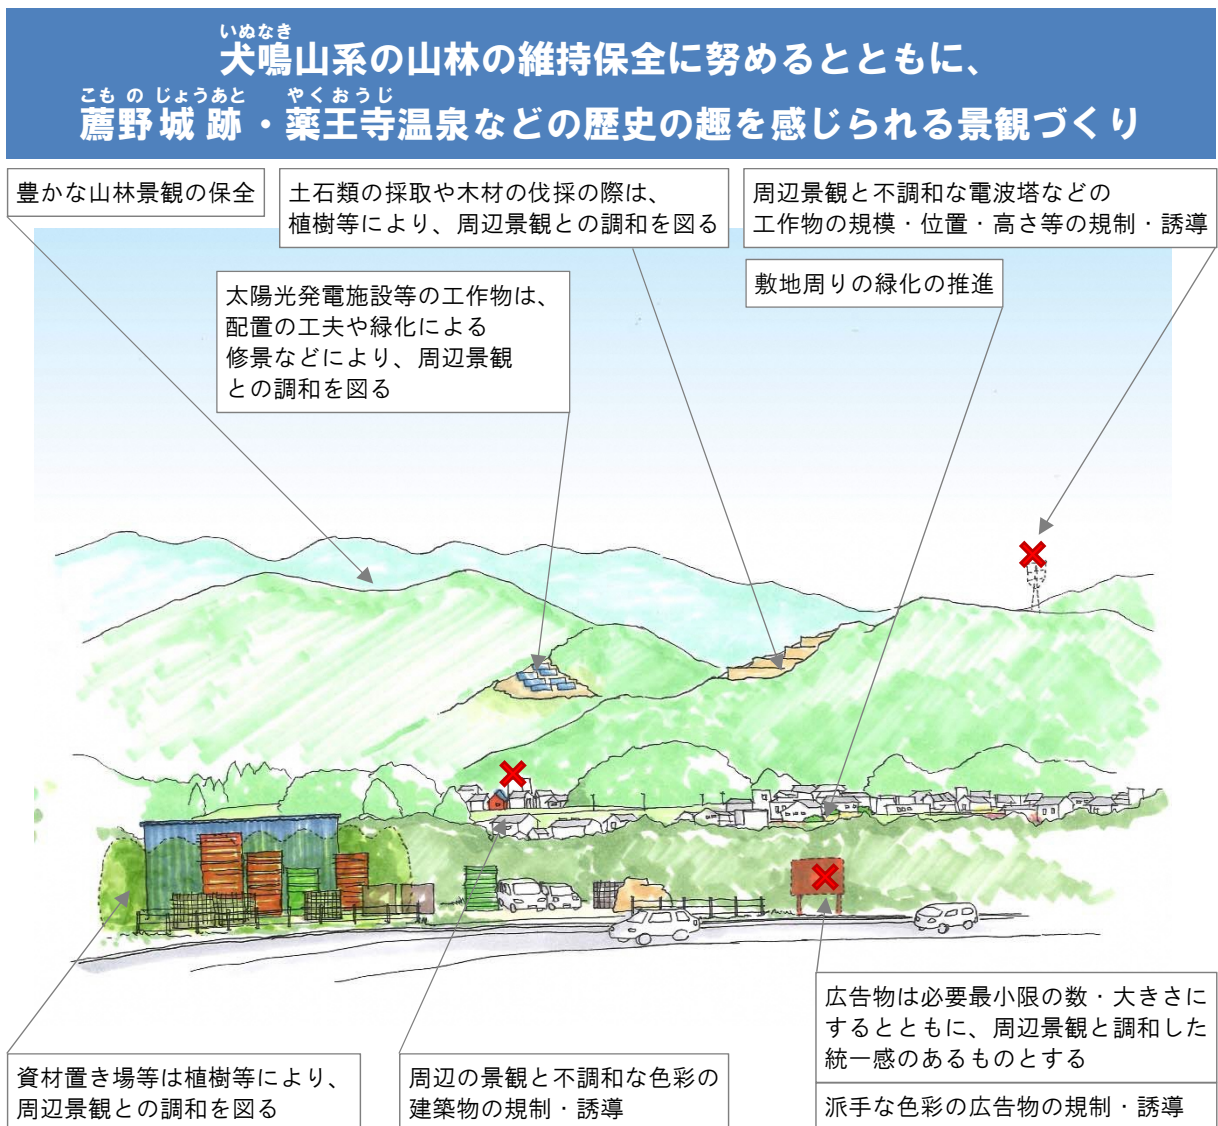 いぬなき
犬鳴山系の山林の維持保全に努めるとともに、
こものじょうあと やくおうじ
薦野城跡・薬王寺温泉などの歴史の趣を感じられる景観づくり
豊かな山林景観の保全
土石類の採取や木材の伐採の際は、
植樹等により、周辺景観との調和を図る
周辺景観と不調和な電波塔などの
工作物の規模・位置・高さ等の規制・誘導
敷地周りの緑化の推進
太陽光発電施設等の工作物は、
配置の工夫や緑化による
修景などにより、周辺景観
との調和を図る
広告物は必要最小限の数・大きさに
するとともに、周辺景観と調和した
統一感のあるものとする
資材置き場等は植樹等により、
周辺景観との調和を図る
周辺の景観と不調和な色彩の
建築物の規制・誘導
派手な色彩の広告物の規制・誘導